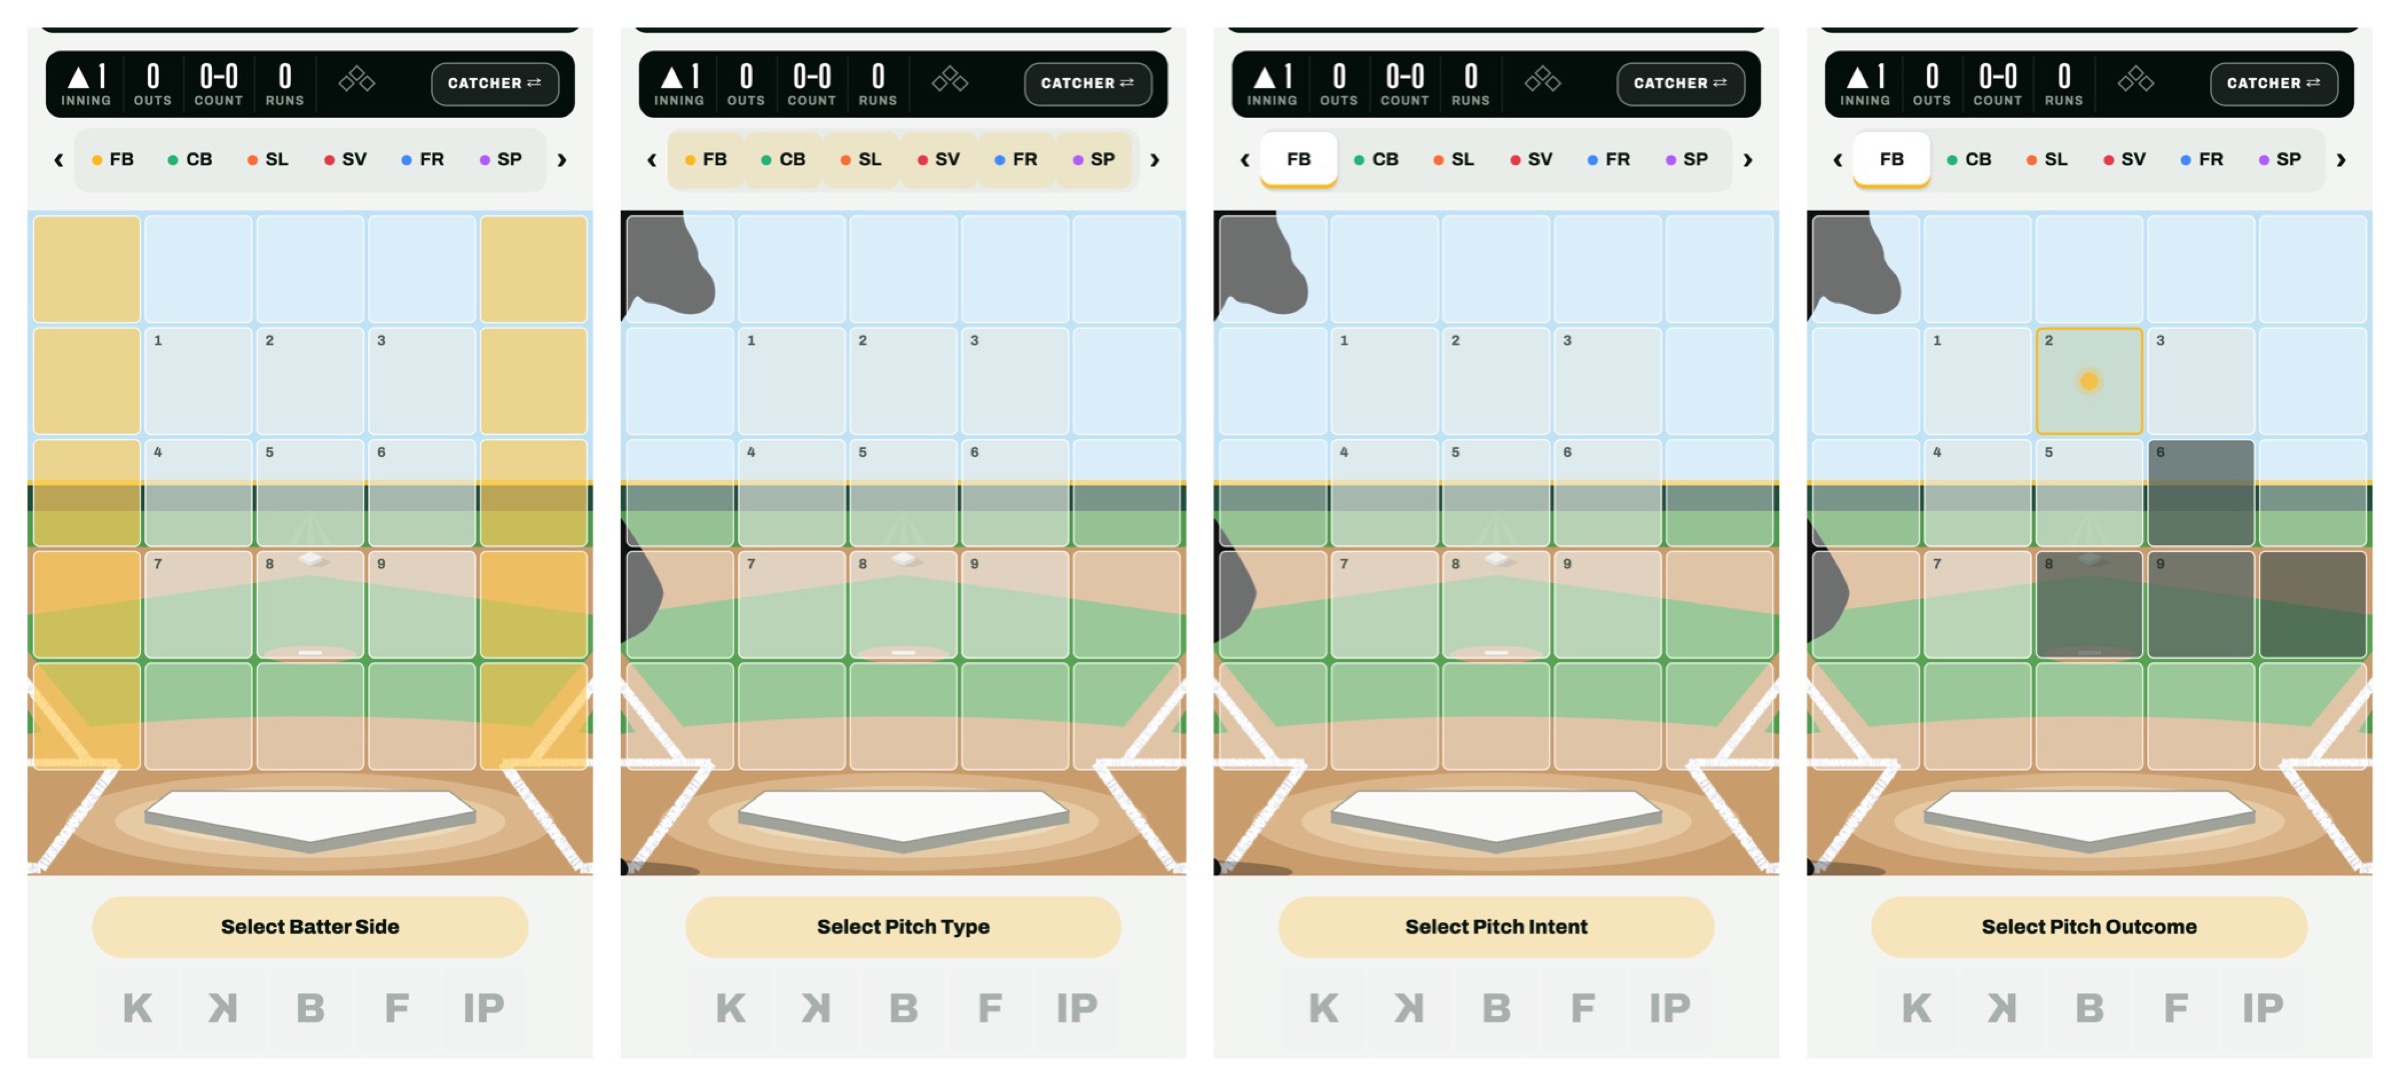 ▲1 0 0-0 0 CATCHER ⇄
INNING OUTS COUNT RUNS
‹ FB CB SL SV FR SP ›
1 2 3
4 5 6
7 8 9
Select Batter Side
K ꓘ B F IP
▲1 0 0-0 0 CATCHER ⇄
INNING OUTS COUNT RUNS
‹ FB CB SL SV FR SP ›
1 2 3
4 5 6
7 8 9
Select Pitch Type
K ꓘ B F IP
▲1 0 0-0 0 CATCHER ⇄
INNING OUTS COUNT RUNS
‹ FB CB SL SV FR SP ›
1 2 3
4 5 6
7 8 9
Select Pitch Intent
K ꓘ B F IP
▲1 0 0-0 0 CATCHER ⇄
INNING OUTS COUNT RUNS
‹ FB CB SL SV FR SP ›
1 2 3
4 5 6
7 8 9
Select Pitch Outcome
K ꓘ B F IP